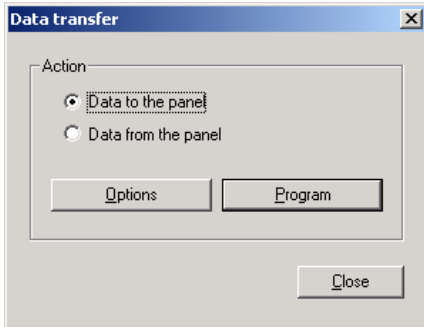 Data transfer
Action
Data to the panel
Data from the panel
Options Program
Close